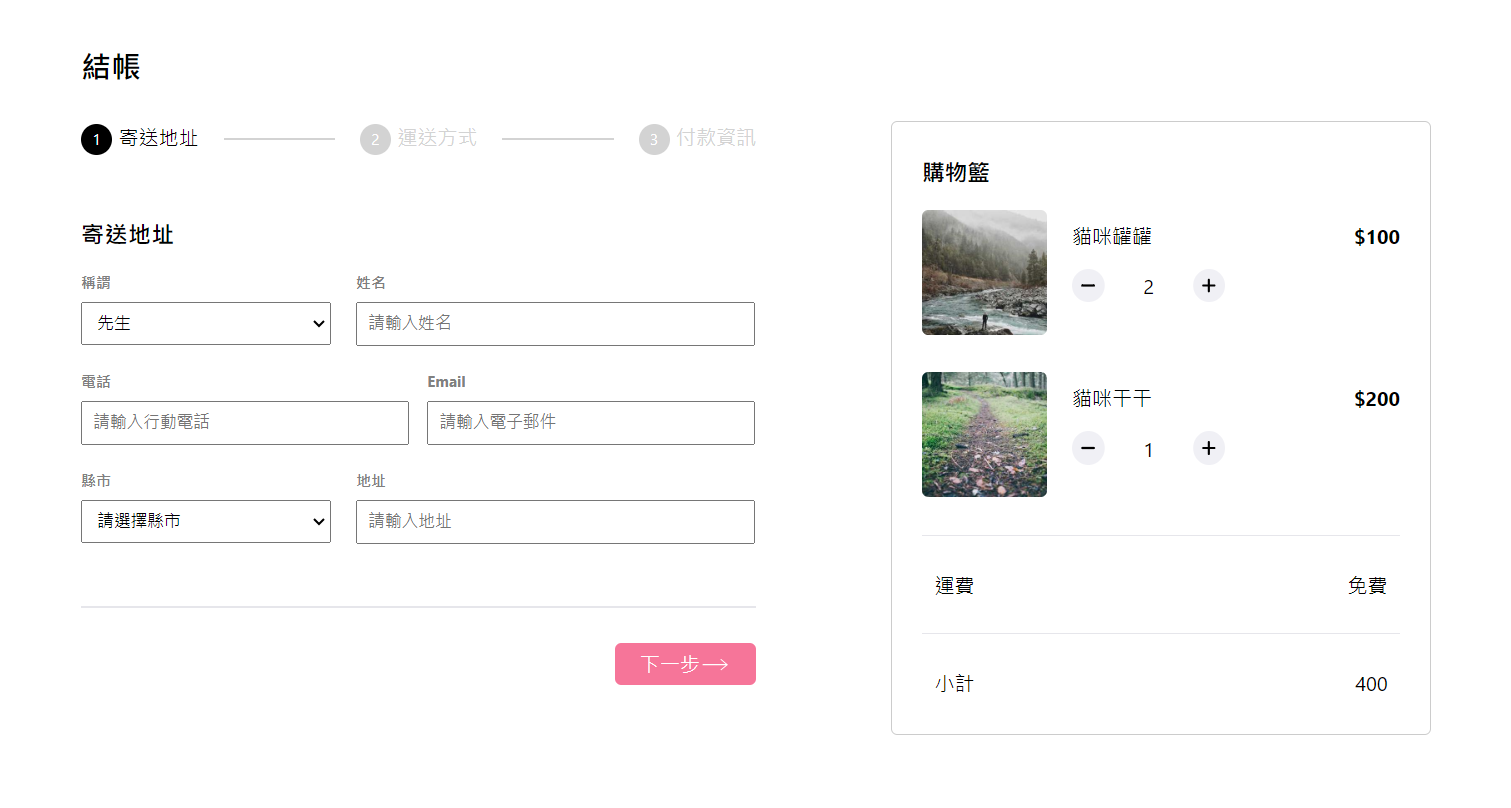 結帳
1 寄送地址
2 運送方式
3 付款資訊
寄送地址
稱謂
姓名
先生
請輸入姓名
電話
Email
請輸入行動電話
請輸入電子郵件
縣市
地址
請選擇縣市
請輸入地址
下一步
購物籃
貓咪罐罐
$100
2
貓咪干干
$200
1
運費
免費
小計
400